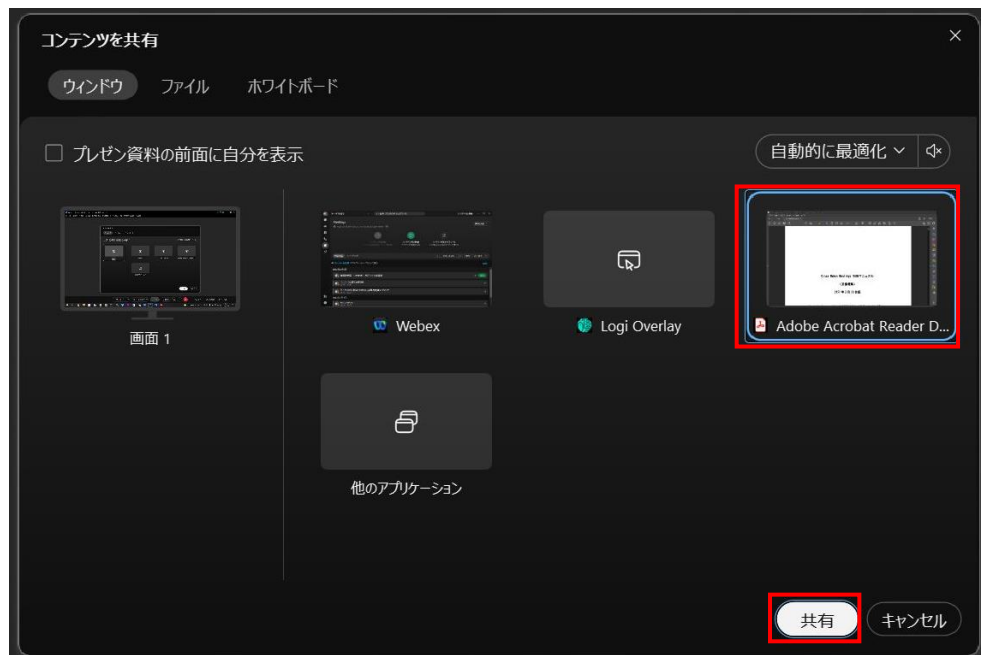 コンテンツを共有
ウィンドウ
ファイル
ホワイトボード
プレゼン資料の前面に自分を表示
自動的に最適化
画面 1
Webex
Logi Overlay
Adobe Acrobat Reader D...
他のアプリケーション
共有
キャンセル